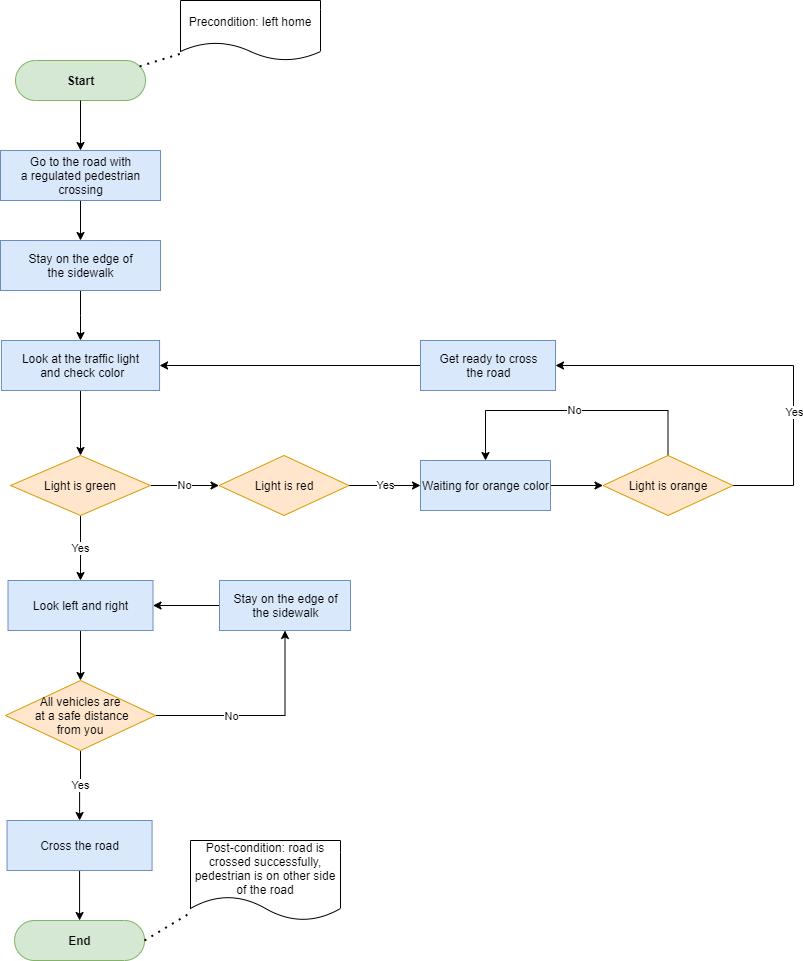 Precondition: left home
Start
Go to the road with
a regulated pedestrian
crossing
Stay on the edge of
the sidewalk
Look at the traffic light
and check color
Get ready to cross
the road
No
Yes
Light is green
No
Light is red
Yes
Waiting for orange color
Light is orange
Yes
Look left and right
Stay on the edge of
the sidewalk
All vehicles are
at a safe distance
from you
No
Yes
Cross the road
Post-condition: road is
crossed successfully,
pedestrian is on other side
of the road
End